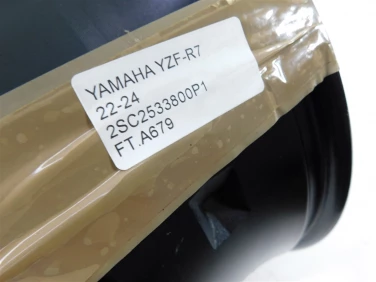 YAMAHA YZF-R7
22-24
2SC2533800P1
FT.A679